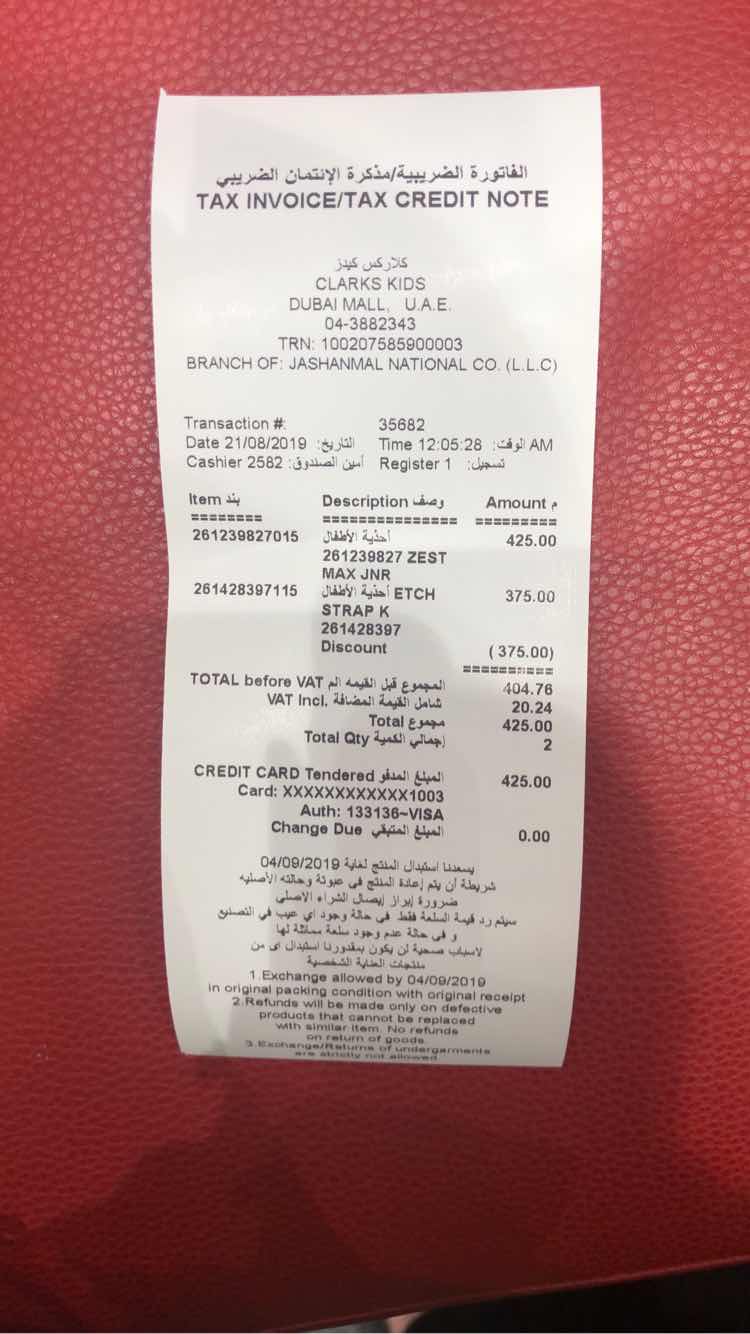 الفاتورة الضريبية/مذكرة الإئتمان الضريبي
TAX INVOICE/TAX CREDIT NOTE
كلاركس كيدز
CLARKS KIDS
DUBAI MALL, U.A.E.
04-3882343
TRN: 100207585900003
BRANCH OF: JASHANMAL NATIONAL CO. (L.L.C)
Transaction #: 35682
Date 21/08/2019 :التاريخ Time 12:05:28 :الوقت AM
Cashier 2582 :أمين الصندوق Register 1 :تسجيل
Item بند Description وصف Amount م
======== =============== =========
261239827015 أحذية الأطفال 425.00
261239827 ZEST
MAX JNR
261428397115 أحذية الأطفال ETCH 375.00
STRAP K
261428397
Discount ( 375.00)
=========
TOTAL before VAT المجموع قبل القيمه الم 404.76
VAT Incl. شامل القيمة المضافة 20.24
Total مجموع 425.00
Total Qty إجمالي الكمية 2
CREDIT CARD Tendered المبلغ المدفو 425.00
Card: XXXXXXXXXXXX1003
Auth: 133136~VISA
Change Due المبلغ المتبقي 0.00
يسعدنا استبدال المنتج لغاية 04/09/2019
شريطة أن يتم إعادة المنتج في عبوتة وحالته الأصليه
ضرورة إبراز إيصال الشراء الاصلي
سيتم رد قيمة السلعة فقط في حالة وجود اي عيب في التصنيع
و في حالة عدم وجود سلعة مماثلة لها
لاسباب صحية لن يكون بمقدورنا استبدال اى من
منتجات العناية الشخصية
1.Exchange allowed by 04/09/2019
in original packing condition with original receipt
2.Refunds will be made only on defective
products that cannot be replaced
with similar item. No refunds
on return of goods.
3.Exchange/Returns of undergarments
are strictly not allowed